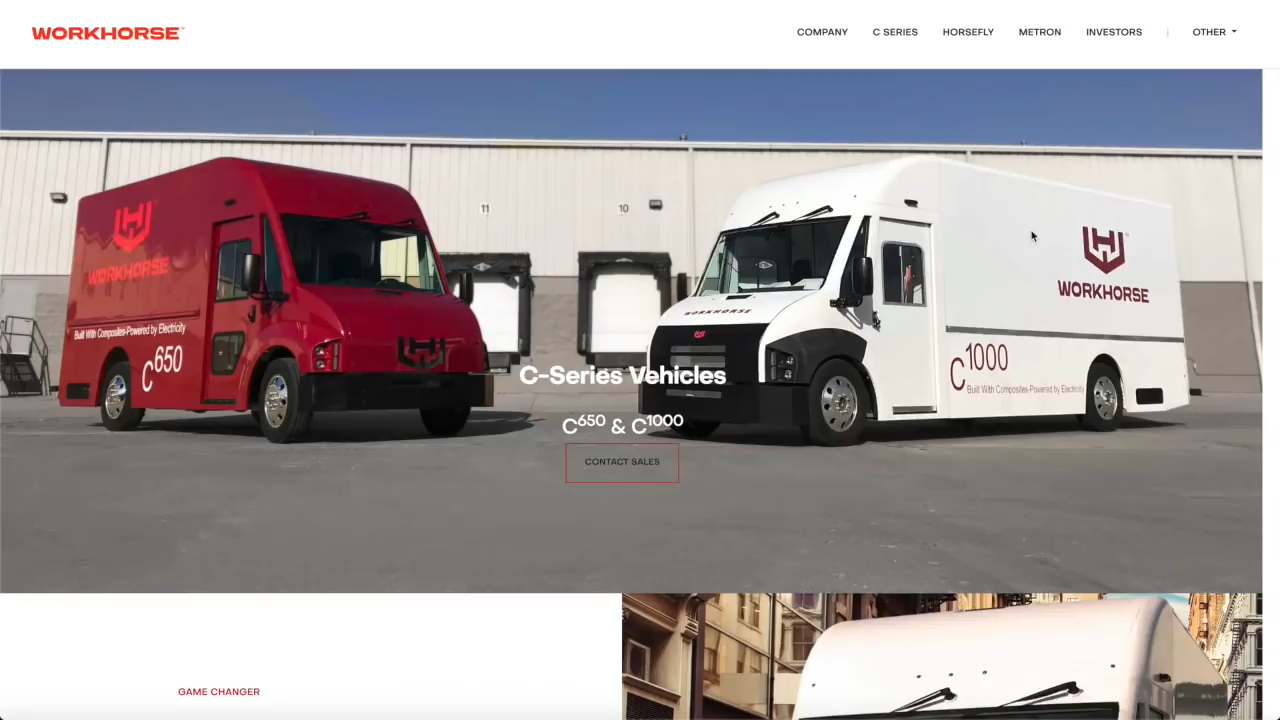 WORKHORSE™
COMPANY
C SERIES
HORSEFLY
METRON
INVESTORS
OTHER
11
10
WORKHORSE
Built With Composites-Powered by Electricity
C650
WORKHORSE
WORKHORSE
C1000
Built With Composites-Powered by Electricity
C-Series Vehicles
C650 & C1000
CONTACT SALES
GAME CHANGER